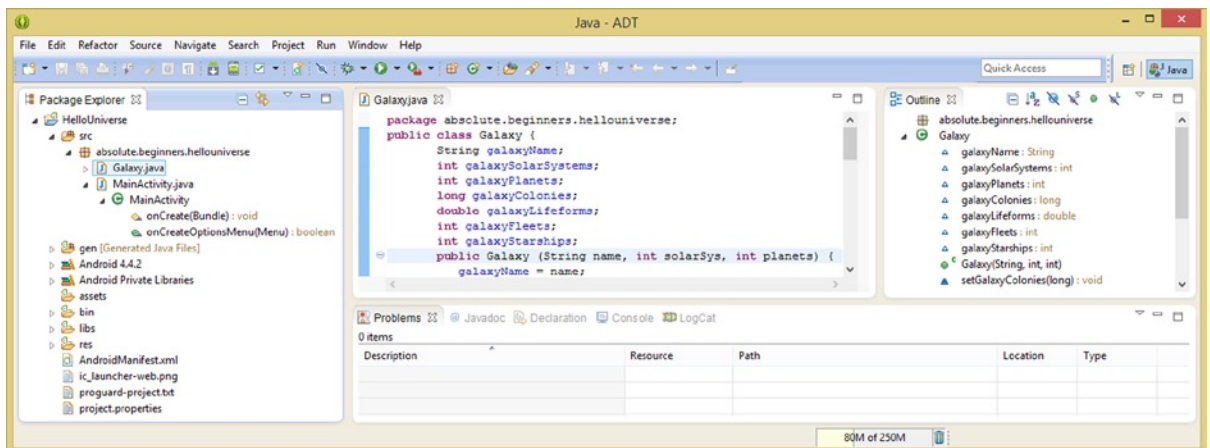 Java - ADT
File Edit Refactor Source Navigate Search Project Run Window Help
Quick Access
Java
Package Explorer
HelloUniverse
src
absolute.beginners.hellouniverse
Galaxy.java
MainActivity.java
MainActivity
onCreate(Bundle) : void
onCreateOptionsMenu(Menu) : boolean
gen [Generated Java Files]
Android 4.4.2
Android Private Libraries
assets
bin
libs
res
AndroidManifest.xml
ic_launcher-web.png
proguard-project.txt
project.properties
Galaxy.java
package absolute.beginners.hellouniverse;
public class Galaxy {
String galaxyName;
int galaxySolarSystems;
int galaxyPlanets;
long galaxyColonies;
double galaxyLifeforms;
int galaxyFleets;
int galaxyStarships;
public Galaxy (String name, int solarSys, int planets) {
galaxyName = name;
Outline
absolute.beginners.hellouniverse
Galaxy
galaxyName : String
galaxySolarSystems : int
galaxyPlanets : int
galaxyColonies : long
galaxyLifeforms : double
galaxyFleets : int
galaxyStarships : int
Galaxy(String, int, int)
setGalaxyColonies(long) : void
Problems @ Javadoc Declaration Console LogCat
0 items
Description Resource Path Location Type
80M of 250M